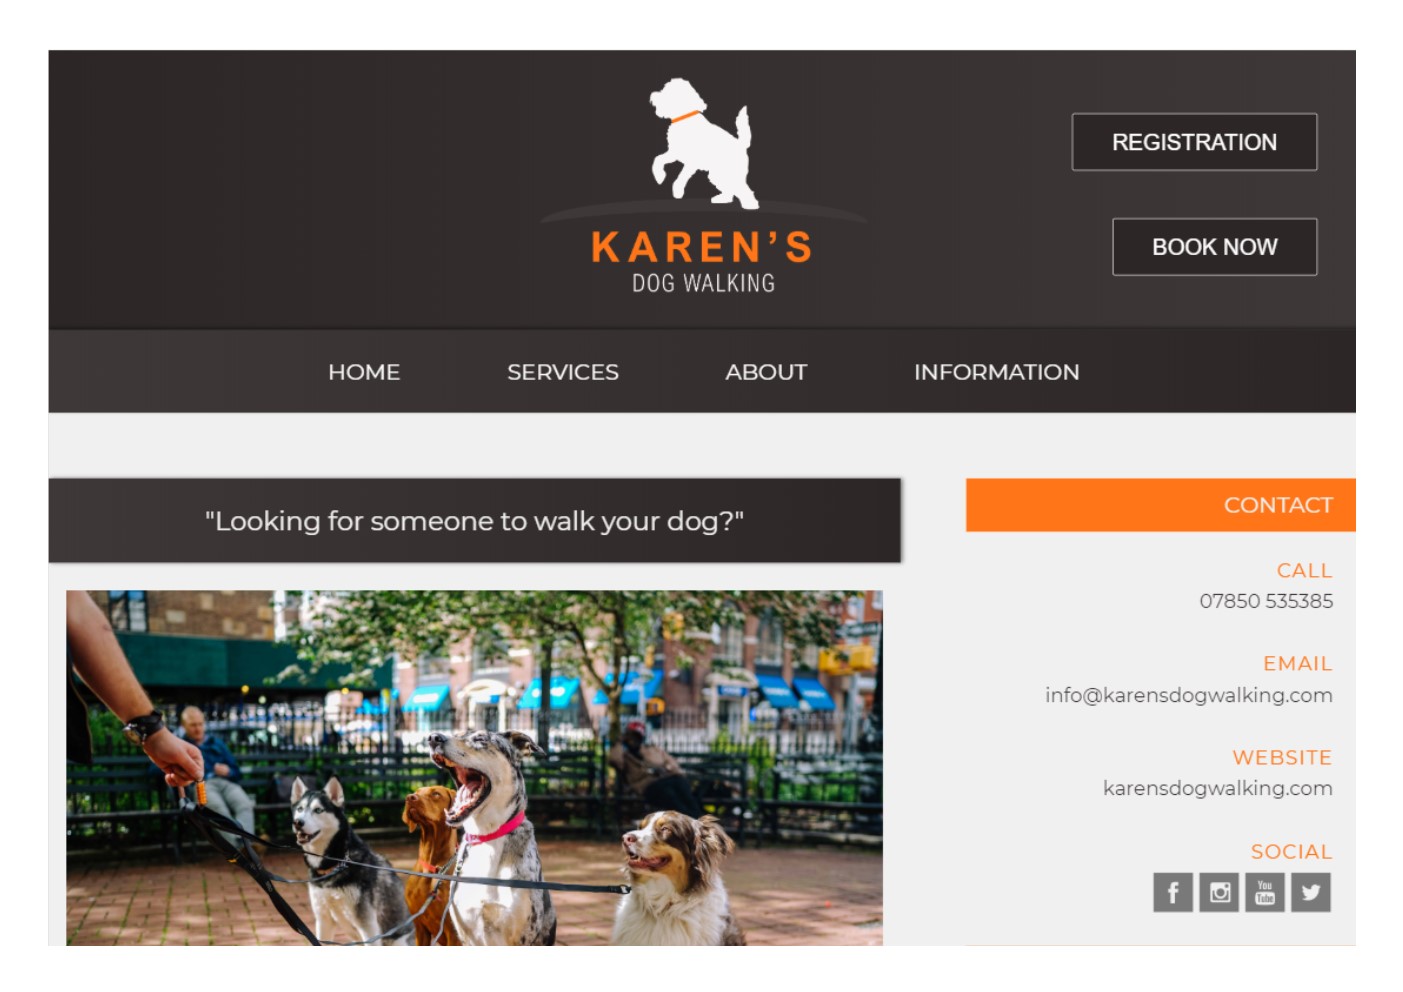 KAREN'S
DOG WALKING
REGISTRATION
BOOK NOW
HOME SERVICES ABOUT INFORMATION
"Looking for someone to walk your dog?"
CONTACT
CALL
07850 535385
EMAIL
info@karensdogwalking.com
WEBSITE
karensdogwalking.com
SOCIAL
f You Tube